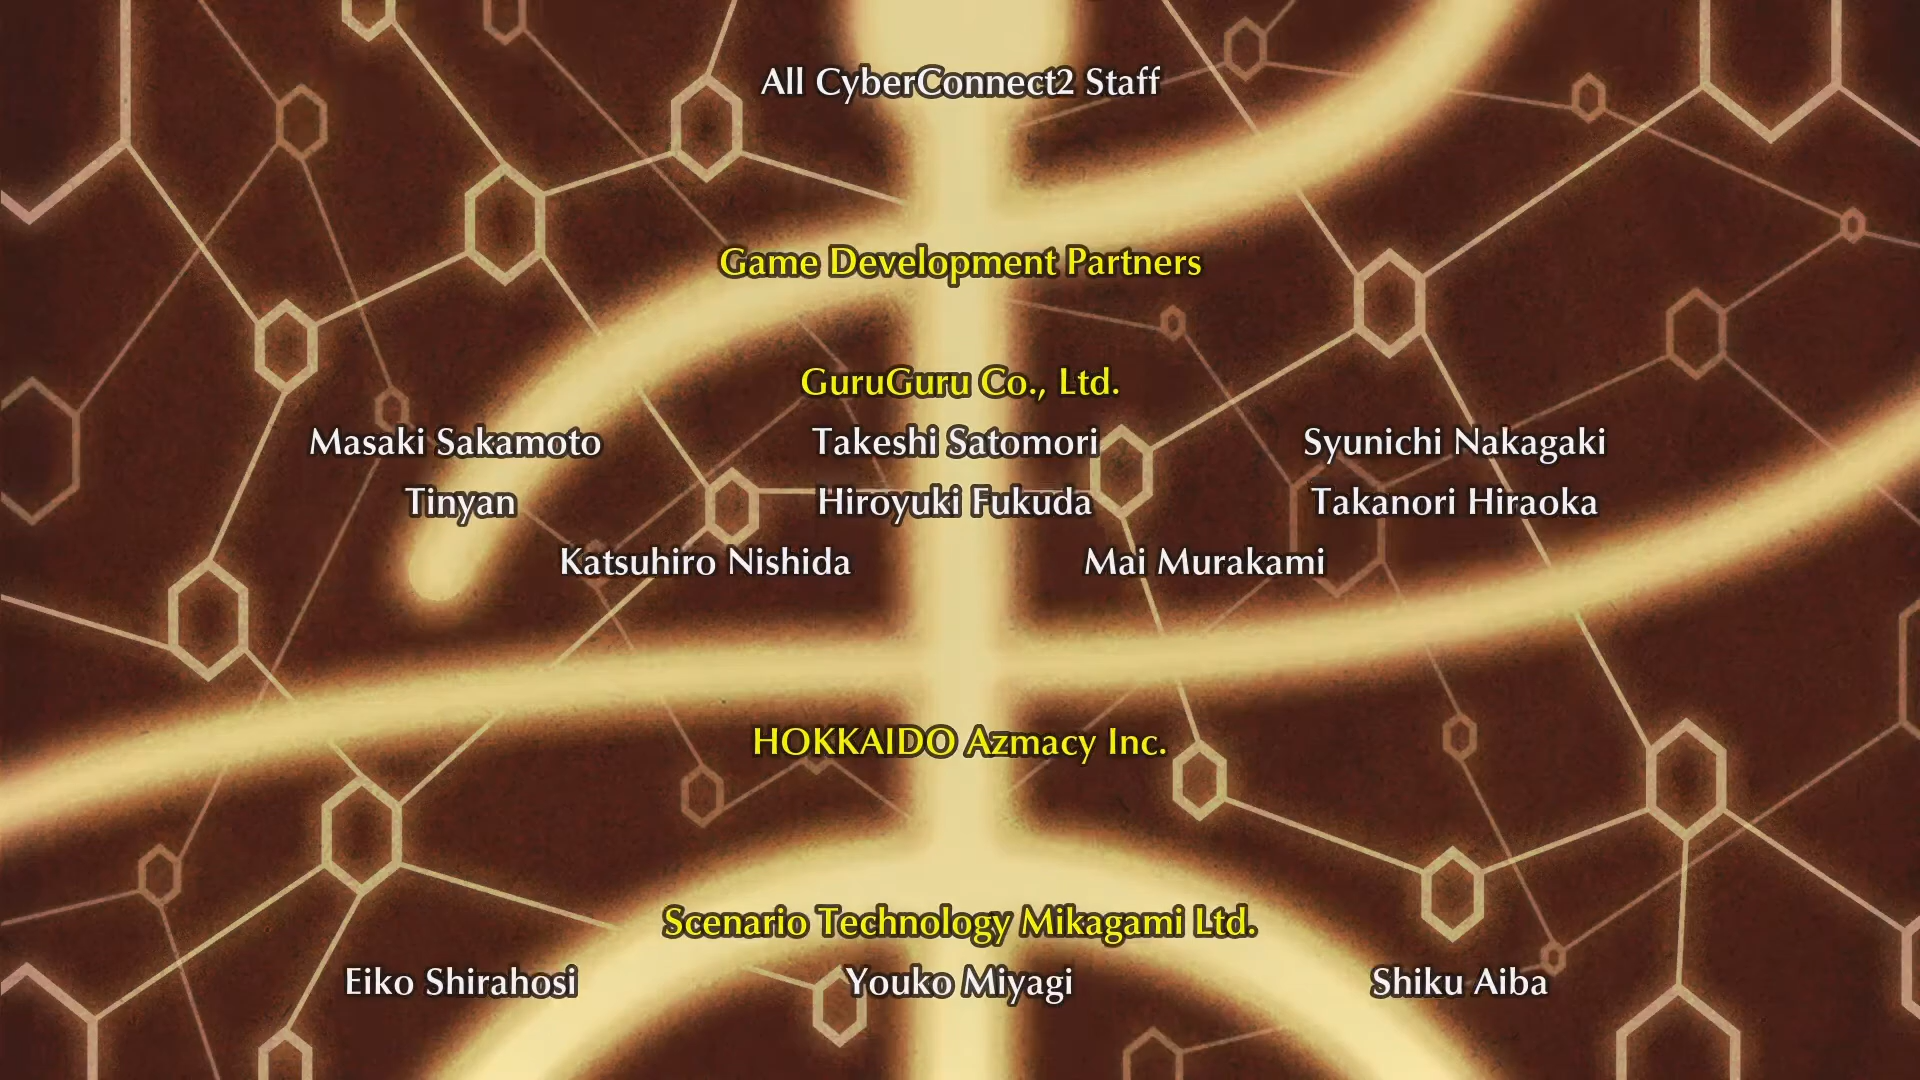 All CyberConnect2 Staff
Game Development Partners
GuruGuru Co., Ltd.
Masaki Sakamoto Takeshi Satomori Syunichi Nakagaki
Tinyan Hiroyuki Fukuda Takanori Hiraoka
Katsuhiro Nishida Mai Murakami
HOKKAIDO Azmacy Inc.
Scenario Technology Mikagami Ltd.
Eiko Shirahosi Youko Miyagi Shiku Aiba